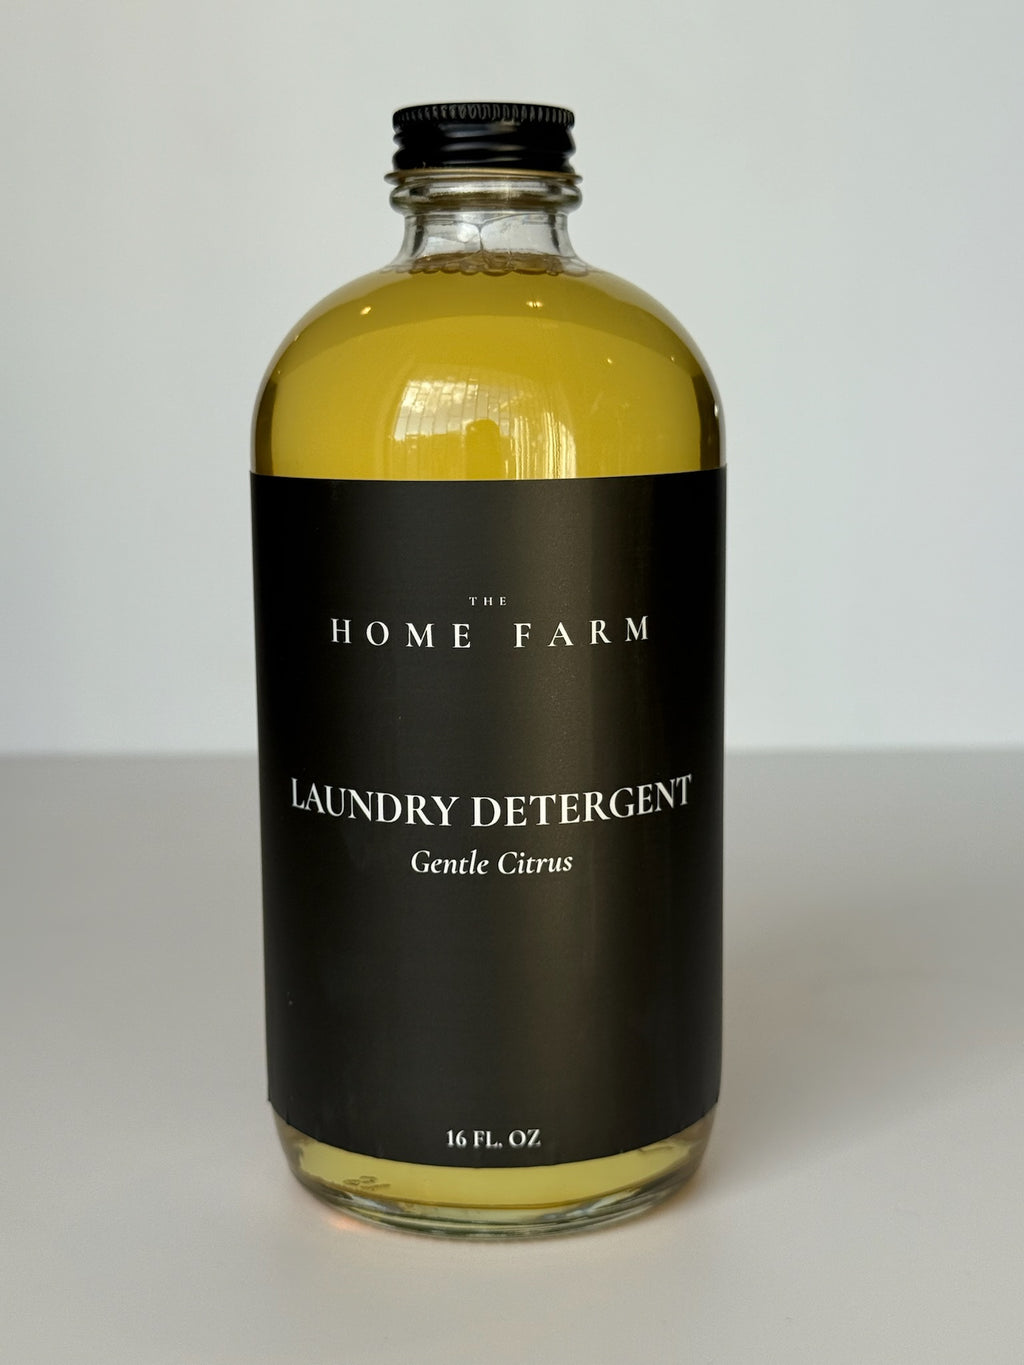 THE
HOME FARM
LAUNDRY DETERGENT
Gentle Citrus
16 FL. OZ